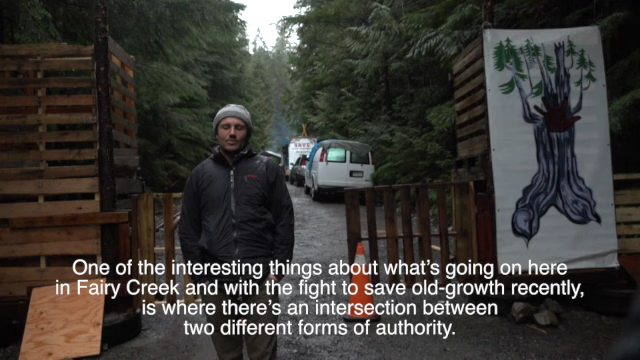 SAVE
One of the interesting things about what's going on here
in Fairy Creek and with the fight to save old-growth recently,
is where there's an intersection between
two different forms of authority.